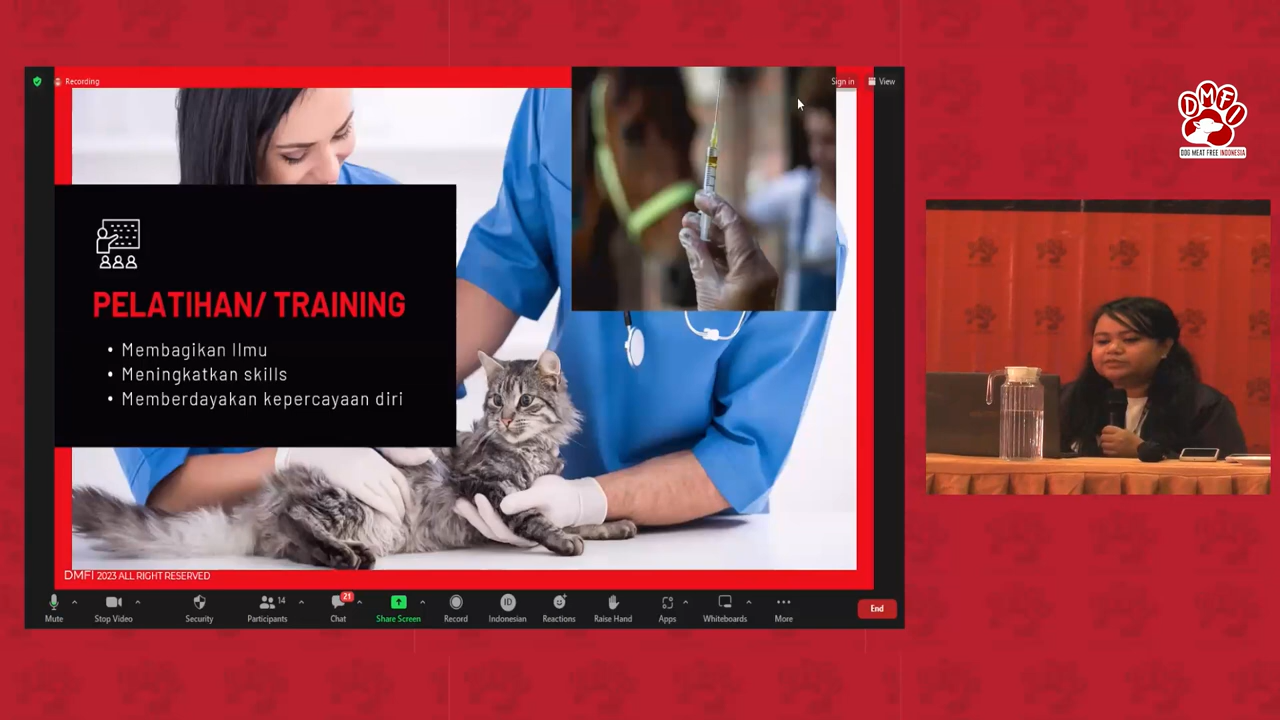 Recording
Sign in
View
DMFI
DOG MEAT FREE INDONESIA
PELATIHAN/ TRAINING
• Membagikan Ilmu
• Meningkatkan skills
• Memberdayakan kepercayaan diri
DMFI 2023 ALL RIGHT RESERVED
14
21
ID
Mute
Stop Video
Security
Participants
Chat
Share Screen
Record
Indonesian
Reactions
Raise Hand
Apps
Whiteboards
More
End